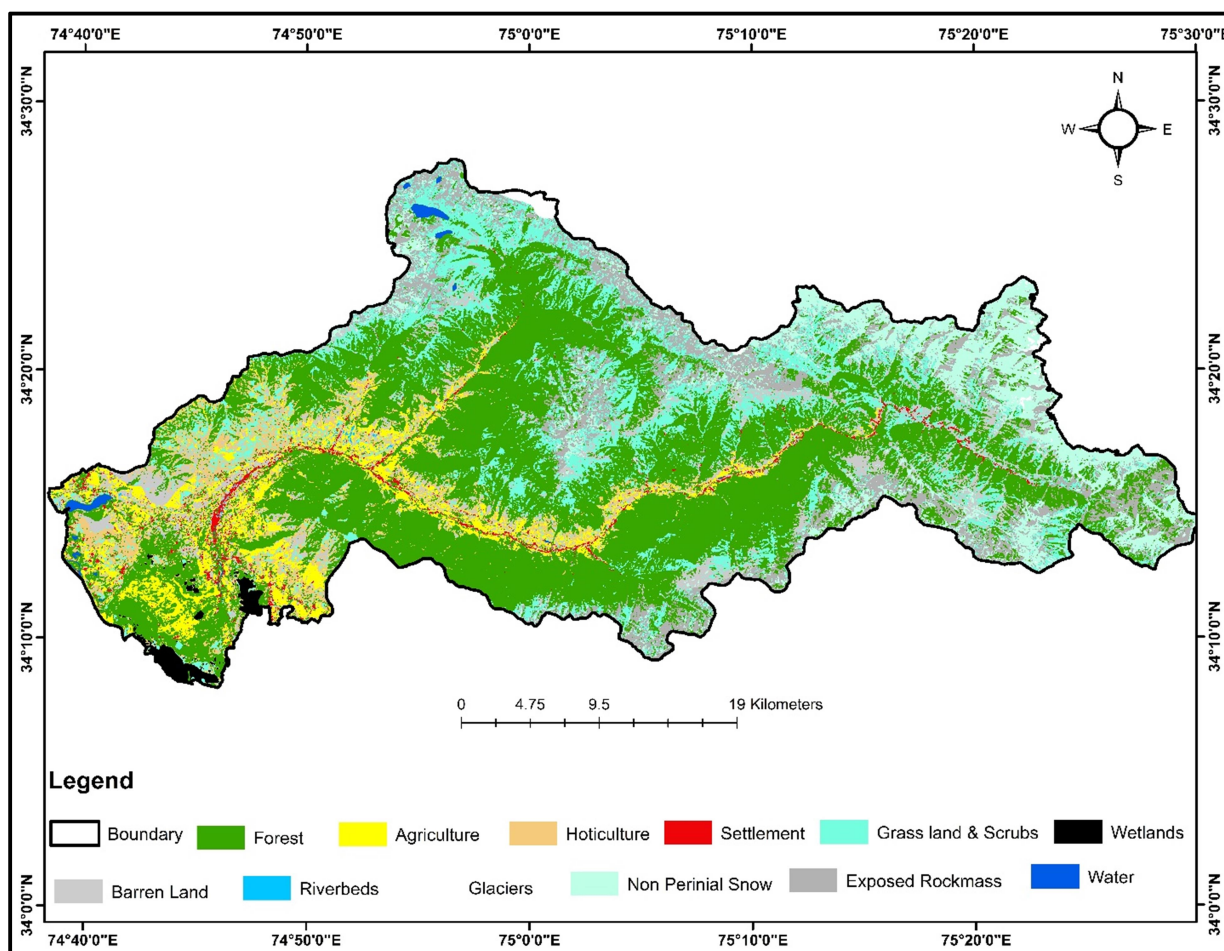 74°40'0"E 74°50'0"E 75°0'0"E 75°10'0"E 75°20'0"E 75°30'0"E
N
W E
S
34°30'0"N 34°30'0"N
34°20'0"N 34°20'0"N
34°10'0"N 34°10'0"N
0 4.75 9.5 19 Kilometers
Legend
Boundary Forest Agriculture Hoticulture Settlement Grass land & Scrubs Wetlands
Barren Land Riverbeds Glaciers Non Perinial Snow Exposed Rockmass Water
34°0'0"N 34°0'0"N
74°40'0"E 74°50'0"E 75°0'0"E 75°10'0"E 75°20'0"E